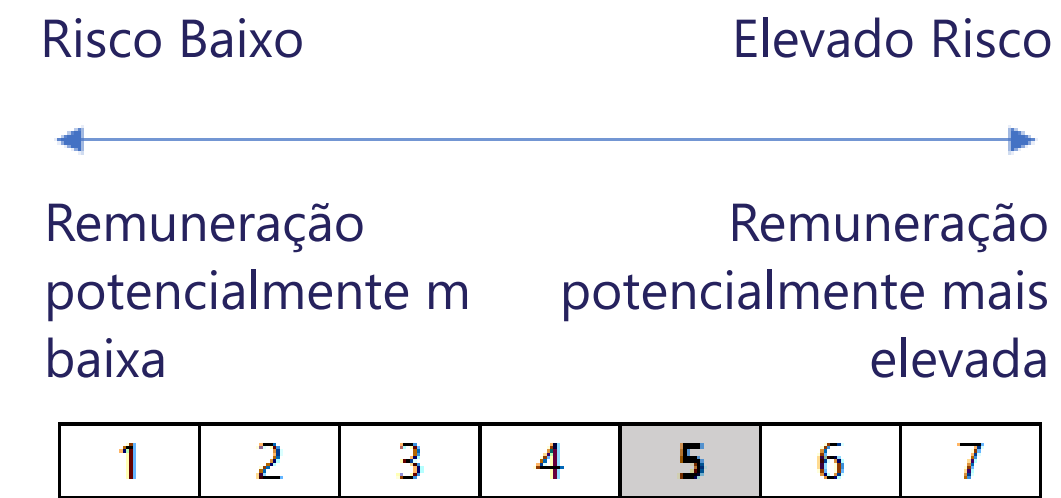 Risco Baixo Elevado Risco
Remuneração
potencialmente m
baixa
Remuneração
potencialmente mais
elevada
1 2 3 4 5 6 7